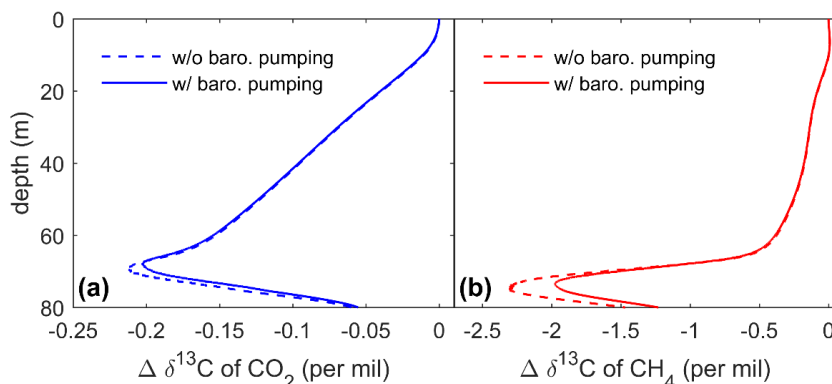 0
20
40
60
80
depth (m)
w/o baro. pumping
w/ baro. pumping
(a)
-0.25 -0.2 -0.15 -0.1 -0.05 0
Δ δ¹³C of CO₂ (per mil)
w/o baro. pumping
w/ baro. pumping
(b)
-2.5 -2 -1.5 -1 -0.5 0
Δ δ¹³C of CH₄ (per mil)